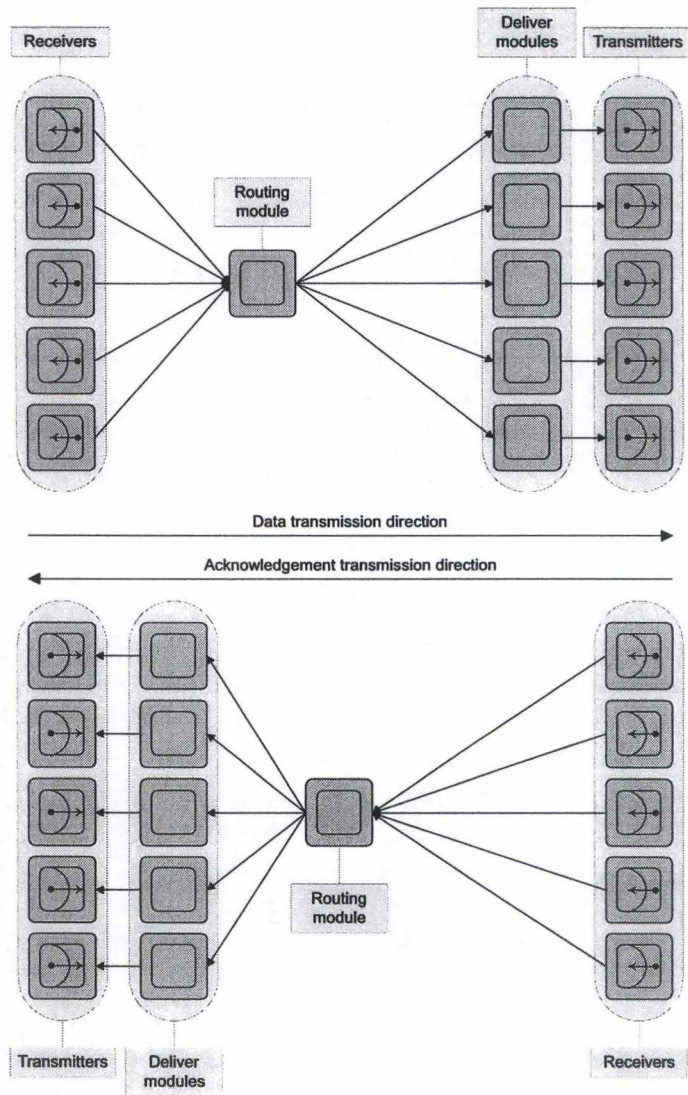 Receivers
Deliver
modules
Transmitters
Routing
module
Data transmission direction
Acknowledgement transmission direction
Routing
module
Transmitters
Deliver
modules
Receivers